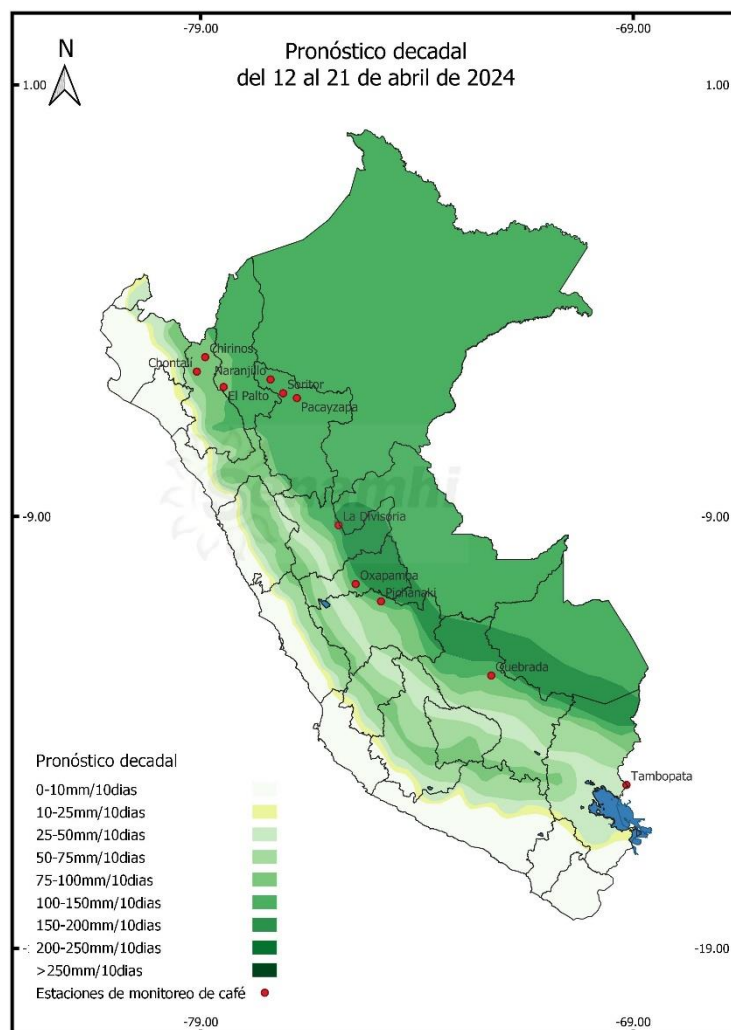 -79.00
-69.00
N
Pronóstico decadal
del 12 al 21 de abril de 2024
1.00
1.00
Chirinos
Chontali
Naranjillo
Soritor
El Palto
Pacayzapa
Senamhi
-9.00
La Divisoria
-9.00
Oxapampa
Pichanaki
Quebrada
Pronóstico decadal
Tambopata
0-10mm/10dias
10-25mm/10dias
25-50mm/10dias
50-75mm/10dias
75-100mm/10dias
100-150mm/10dias
150-200mm/10dias
200-250mm/10dias
-19.00
>250mm/10dias
Estaciones de monitoreo de café
-79.00
-69.00